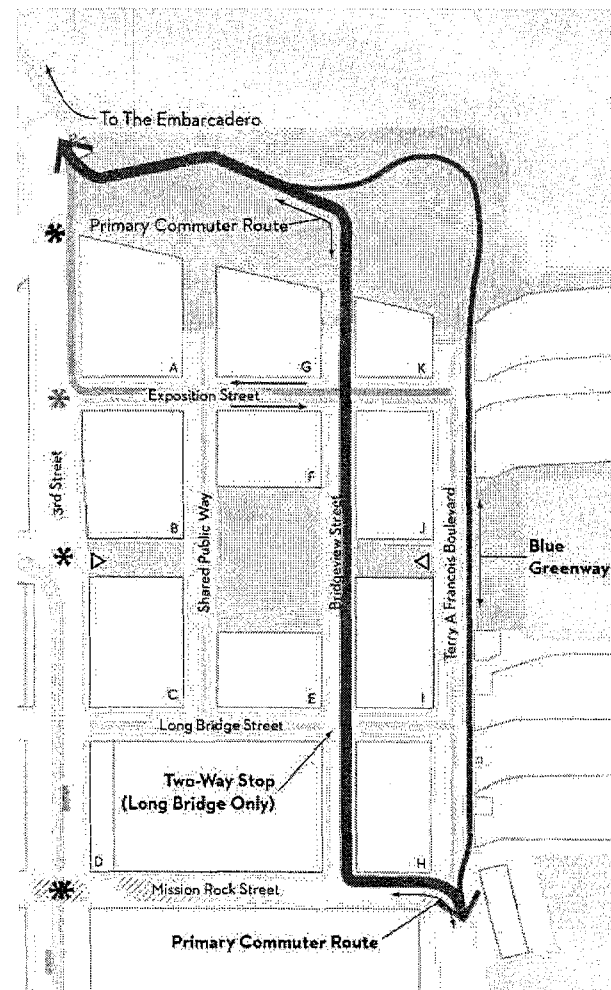 To The Embarcadero
Primary Commuter Route
A
G
K
Exposition Street
3rd Street
B
Shared Public Way
F
Bridgeview Street
J
Terry A Francois Boulevard
Blue
Greenway
C
E
I
Long Bridge Street
Two-Way Stop
(Long Bridge Only)
D
H
Mission Rock Street
Primary Commuter Route